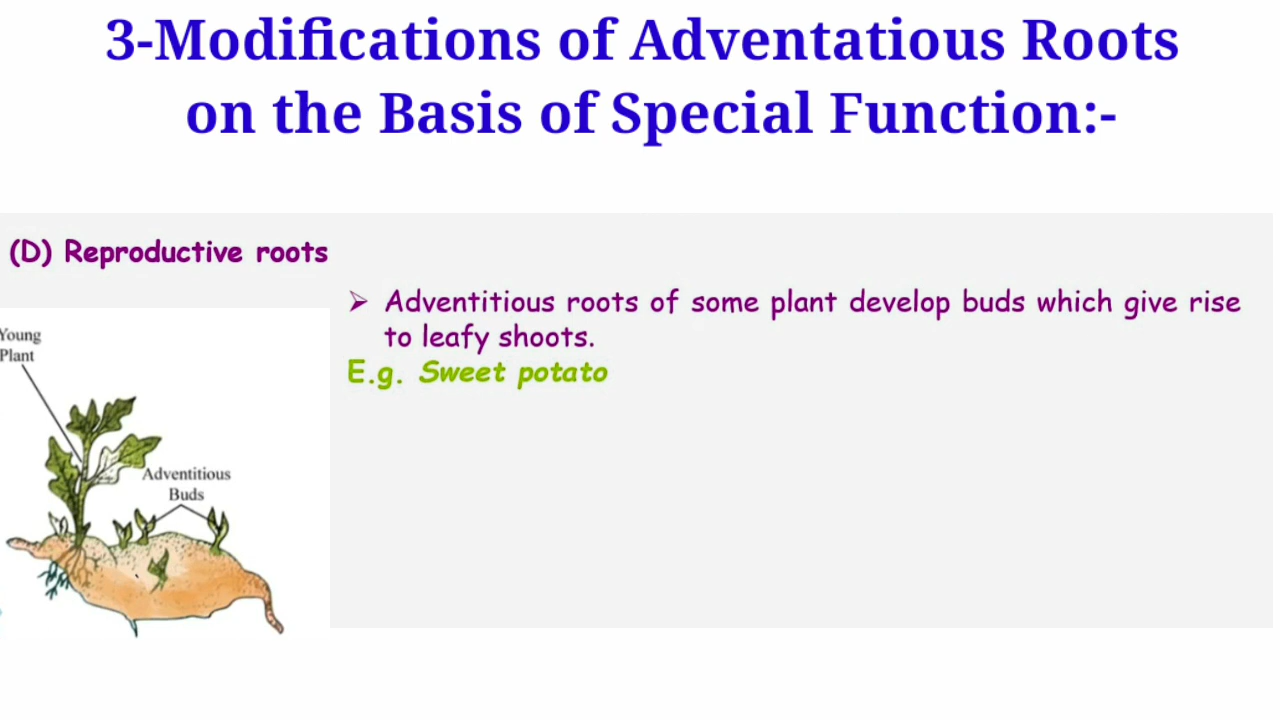 3-Modifications of Adventatious Roots
on the Basis of Special Function:-
(D) Reproductive roots
➢ Adventitious roots of some plant develop buds which give rise
to leafy shoots.
E.g. Sweet potato
Young
Plant
Adventitious
Buds